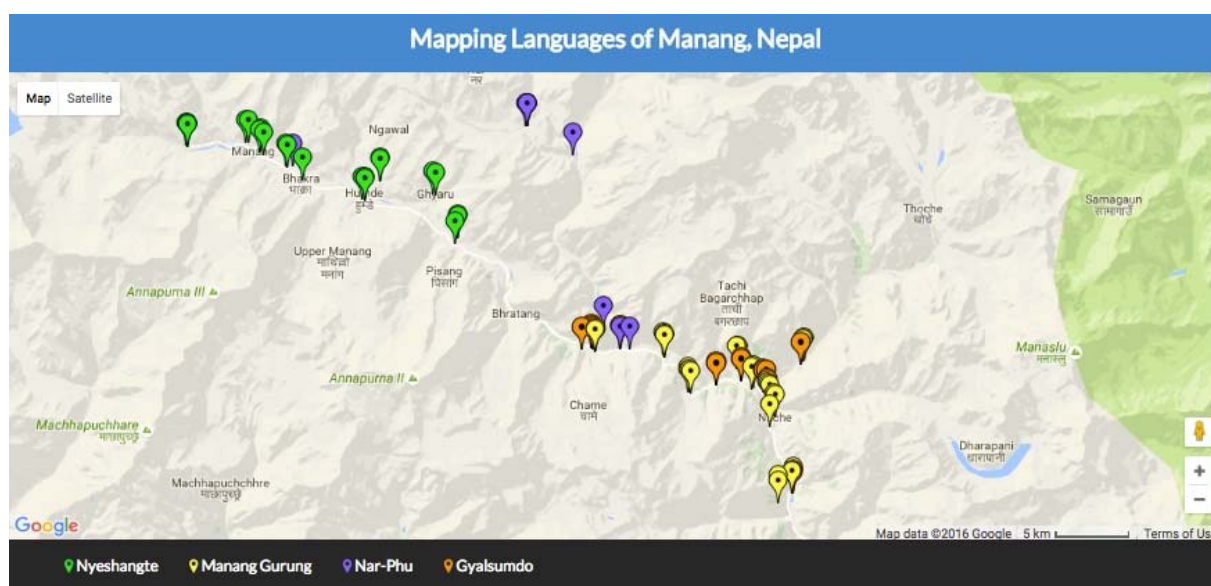 Mapping Languages of Manang, Nepal
नर
Map Satellite
Ngawal
Manang
Bhakra
भाक्रा
Humde
हुम्डे
Ghyaru
Samagaun
सामागाउँ
Thoche
थोचे
Upper Manang
माथिल्लो
मनांग
Pisang
पिसांग
Annapurna III
Tachi
Bagarchhap
ताची
बगरछाप
Bhratang
Manaslu
मनास्लु
Annapurna II
Chame
चामे
Machhapuchhare
माछापुच्छ्रे
Dharapani
धारापानी
Machhapuchchhre
माछापुच्छ्रे
Google
Map data ©2016 Google 5 km Terms of Us
Nyeshangte Manang Gurung Nar-Phu Gyalsumdo